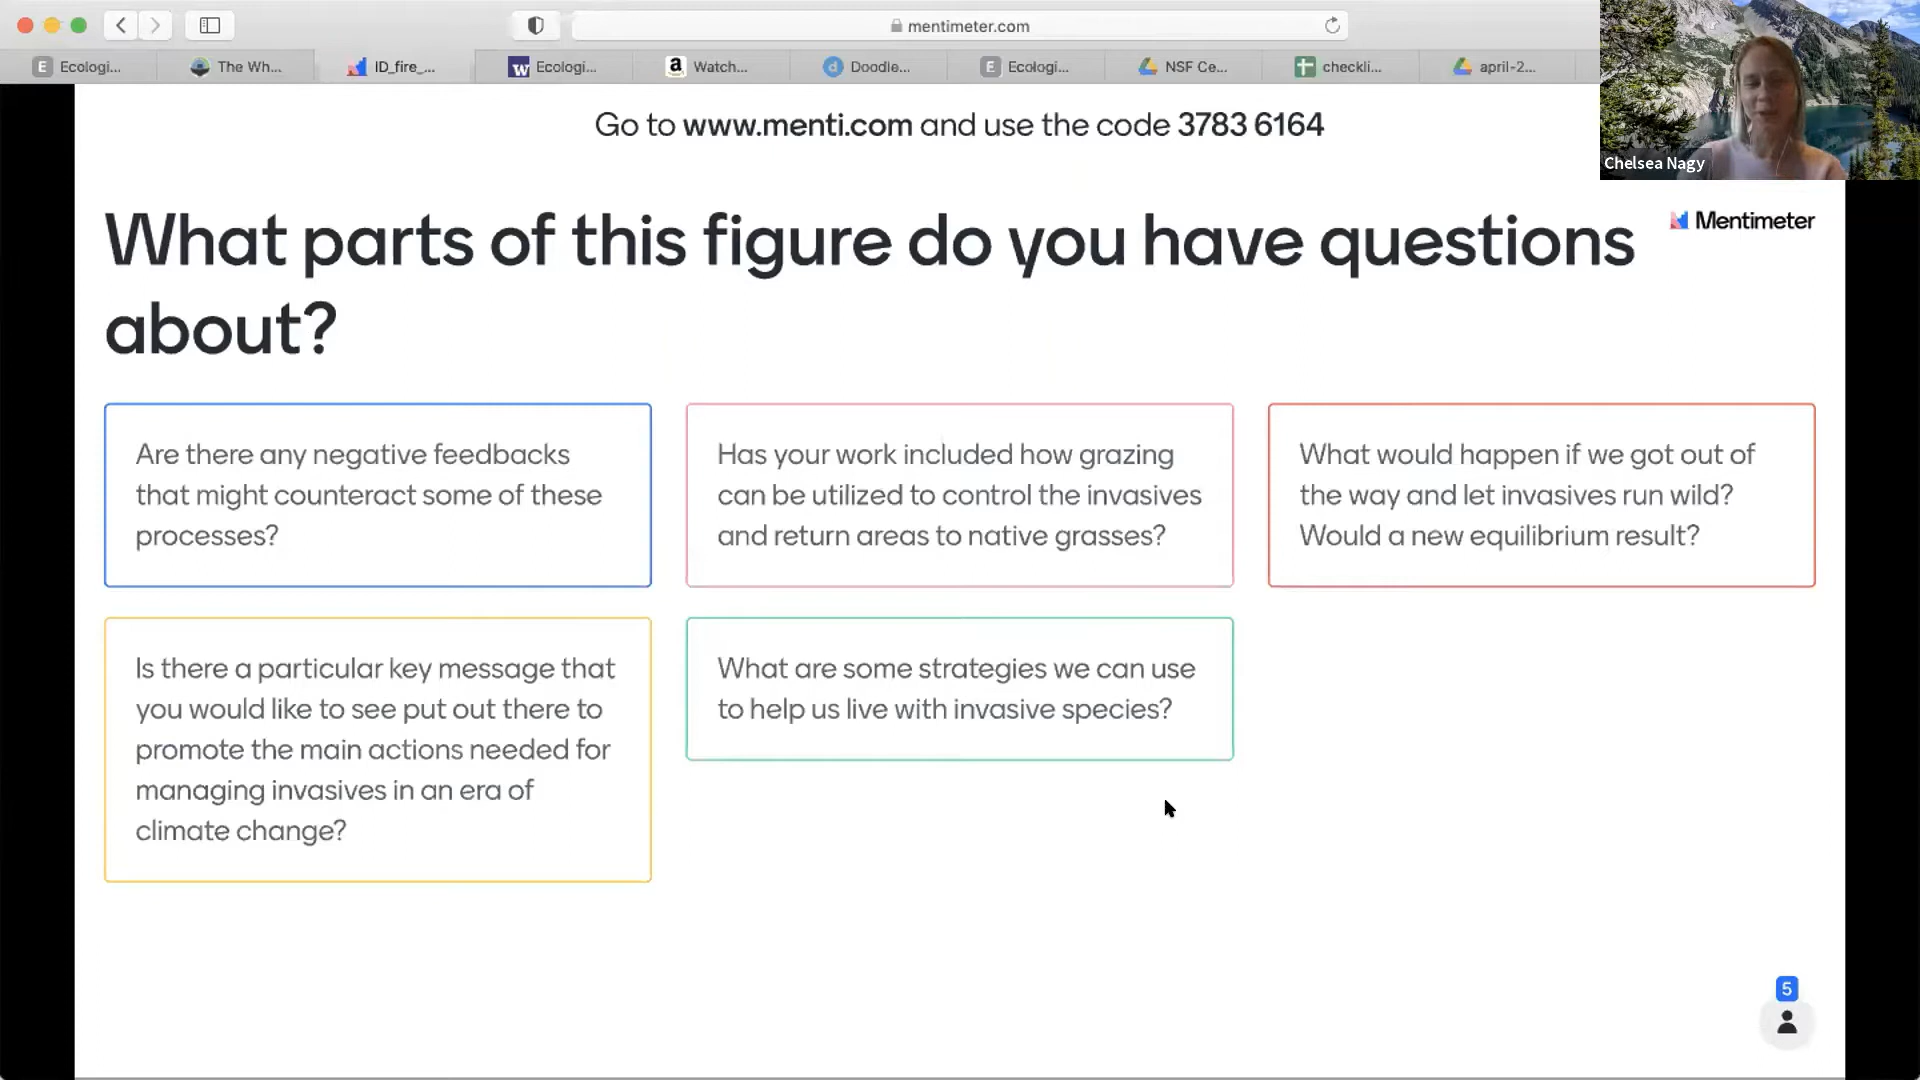 mentimeter.com
Ecologi...
The Wh...
ID_fire_...
Ecologi...
Watch...
Doodle...
Ecologi...
NSF Ce...
checkli...
april-2...
Chelsea Nagy
Go to www.menti.com and use the code 3783 6164
Mentimeter
What parts of this figure do you have questions
about?
Are there any negative feedbacks
that might counteract some of these
processes?
Has your work included how grazing
can be utilized to control the invasives
and return areas to native grasses?
What would happen if we got out of
the way and let invasives run wild?
Would a new equilibrium result?
Is there a particular key message that
you would like to see put out there to
promote the main actions needed for
managing invasives in an era of
climate change?
What are some strategies we can use
to help us live with invasive species?
5